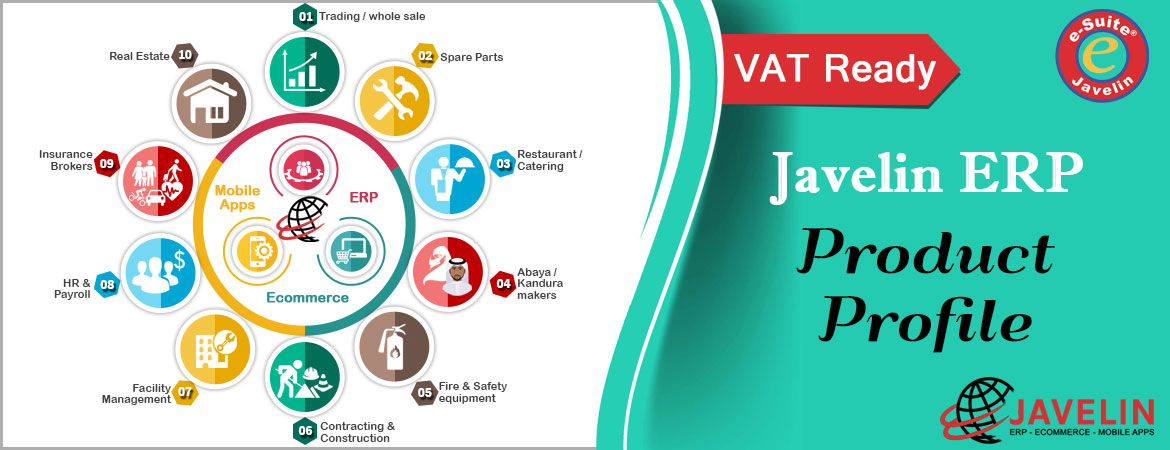 01
Trading / whole sale
02
Spare Parts
03
Restaurant /
Catering
04
Abaya /
Kandura
makers
05
Fire & Safety
equipment
06
Contracting &
Construction
07
Facility
Management
08
HR &
Payroll
$
09
Insurance
Brokers
10
Real Estate
Mobile
Apps
ERP
Ecommerce
VAT Ready
e-Suite®
e
Javelin
Javelin ERP
Product
Profile
JAVELIN
ERP - ECOMMERCE - MOBILE APPS